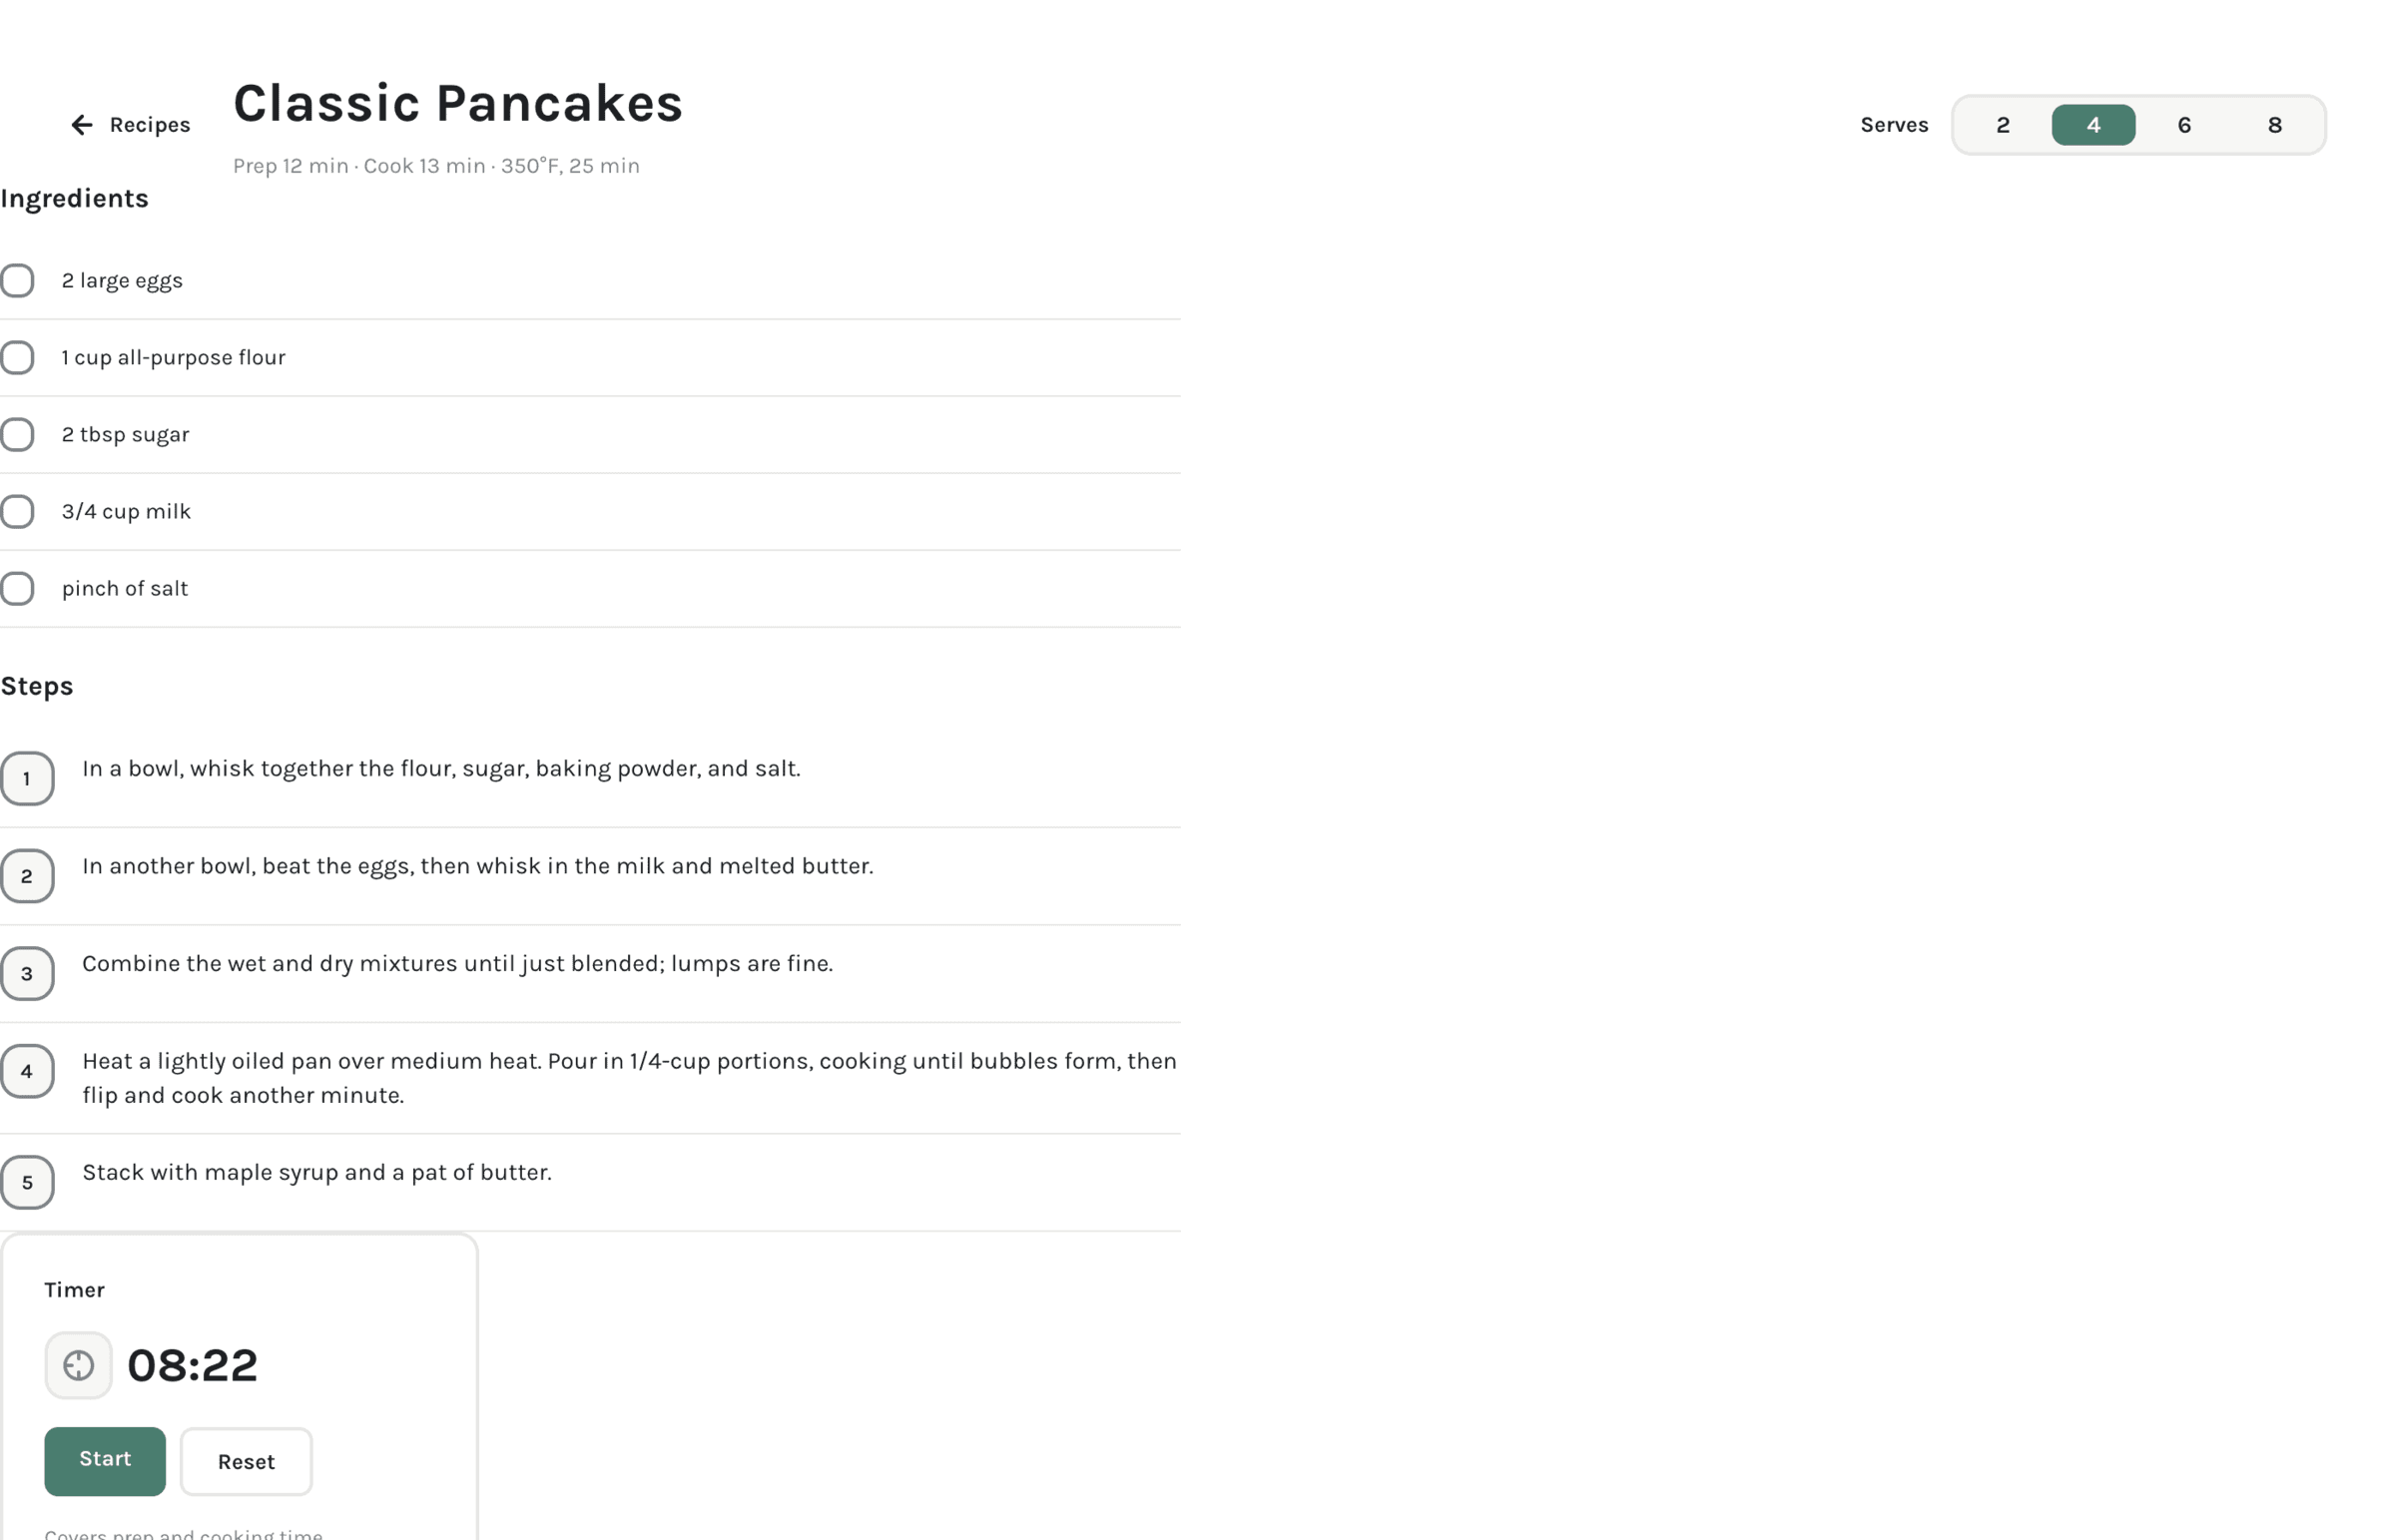 Recipes
Classic Pancakes
Prep 12 min · Cook 13 min · 350°F, 25 min
Serves 2 4 6 8
Ingredients
2 large eggs
1 cup all-purpose flour
2 tbsp sugar
3/4 cup milk
pinch of salt
Steps
1 In a bowl, whisk together the flour, sugar, baking powder, and salt.
2 In another bowl, beat the eggs, then whisk in the milk and melted butter.
3 Combine the wet and dry mixtures until just blended; lumps are fine.
4 Heat a lightly oiled pan over medium heat. Pour in 1/4-cup portions, cooking until bubbles form, then
flip and cook another minute.
5 Stack with maple syrup and a pat of butter.
Timer
08:22
Start Reset
Covers prep and cooking time